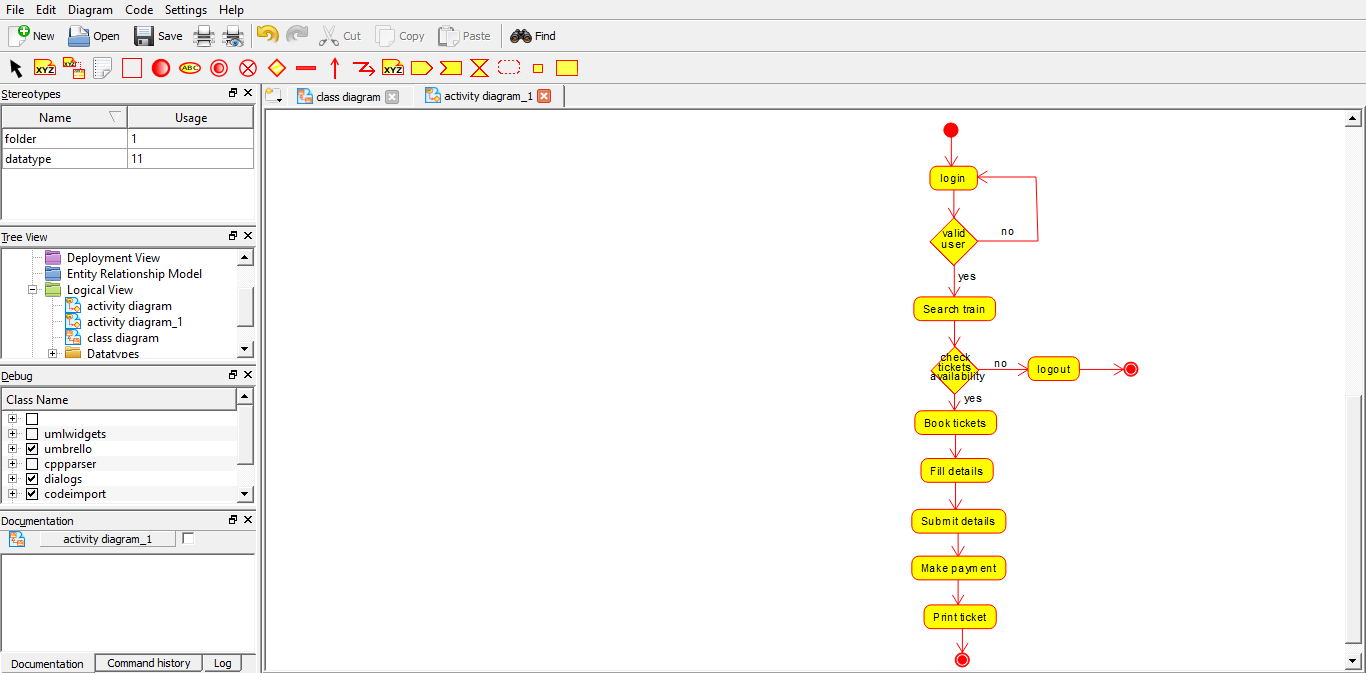 File Edit Diagram Code Settings Help
New Open Save Cut Copy Paste Find
XYZ XYZ ABC XYZ
Stereotypes
Name Usage
folder 1
datatype 11
Tree View
Deployment View
Entity Relationship Model
Logical View
activity diagram
activity diagram_1
class diagram
Datatypes
Debug
Class Name
umlwidgets
umbrello
cppparser
dialogs
codeimport
Documentation
activity diagram_1
Documentation Command history Log
class diagram activity diagram_1
login
valid
user
no
yes
Search train
check
tickets
availability
no
logout
yes
Book tickets
Fill details
Submit details
Make payment
Print ticket